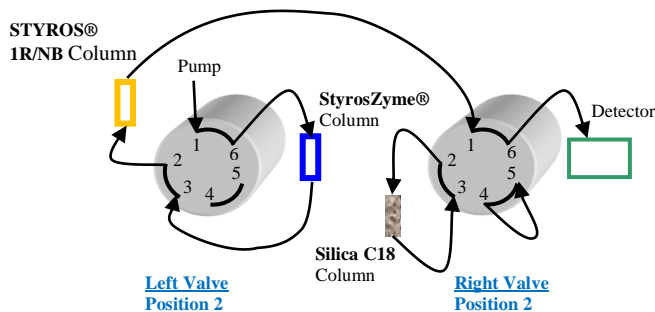 STYROS®
1R/NB Column
Pump
StyrosZyme®
Column
Detector
1
2
3
4
5
6
1
2
3
4
5
6
Silica C18
Column
Left Valve
Position 2
Right Valve
Position 2